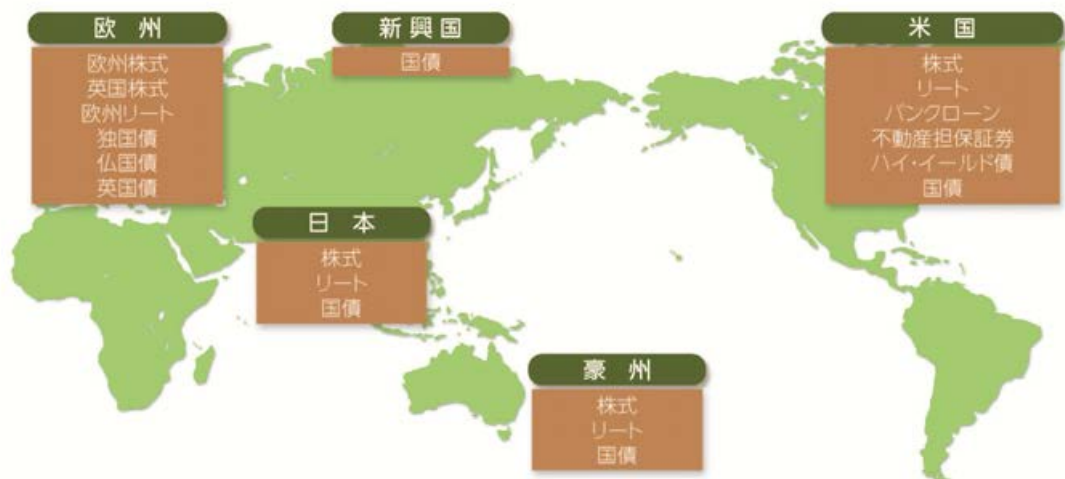 欧 州
欧州株式
英国株式
欧州リート
独国債
仏国債
英国債
新 興 国
国債
米 国
株式
リート
バンクローン
不動産担保証券
ハイ・イールド債
国債
日 本
株式
リート
国債
豪 州
株式
リート
国債